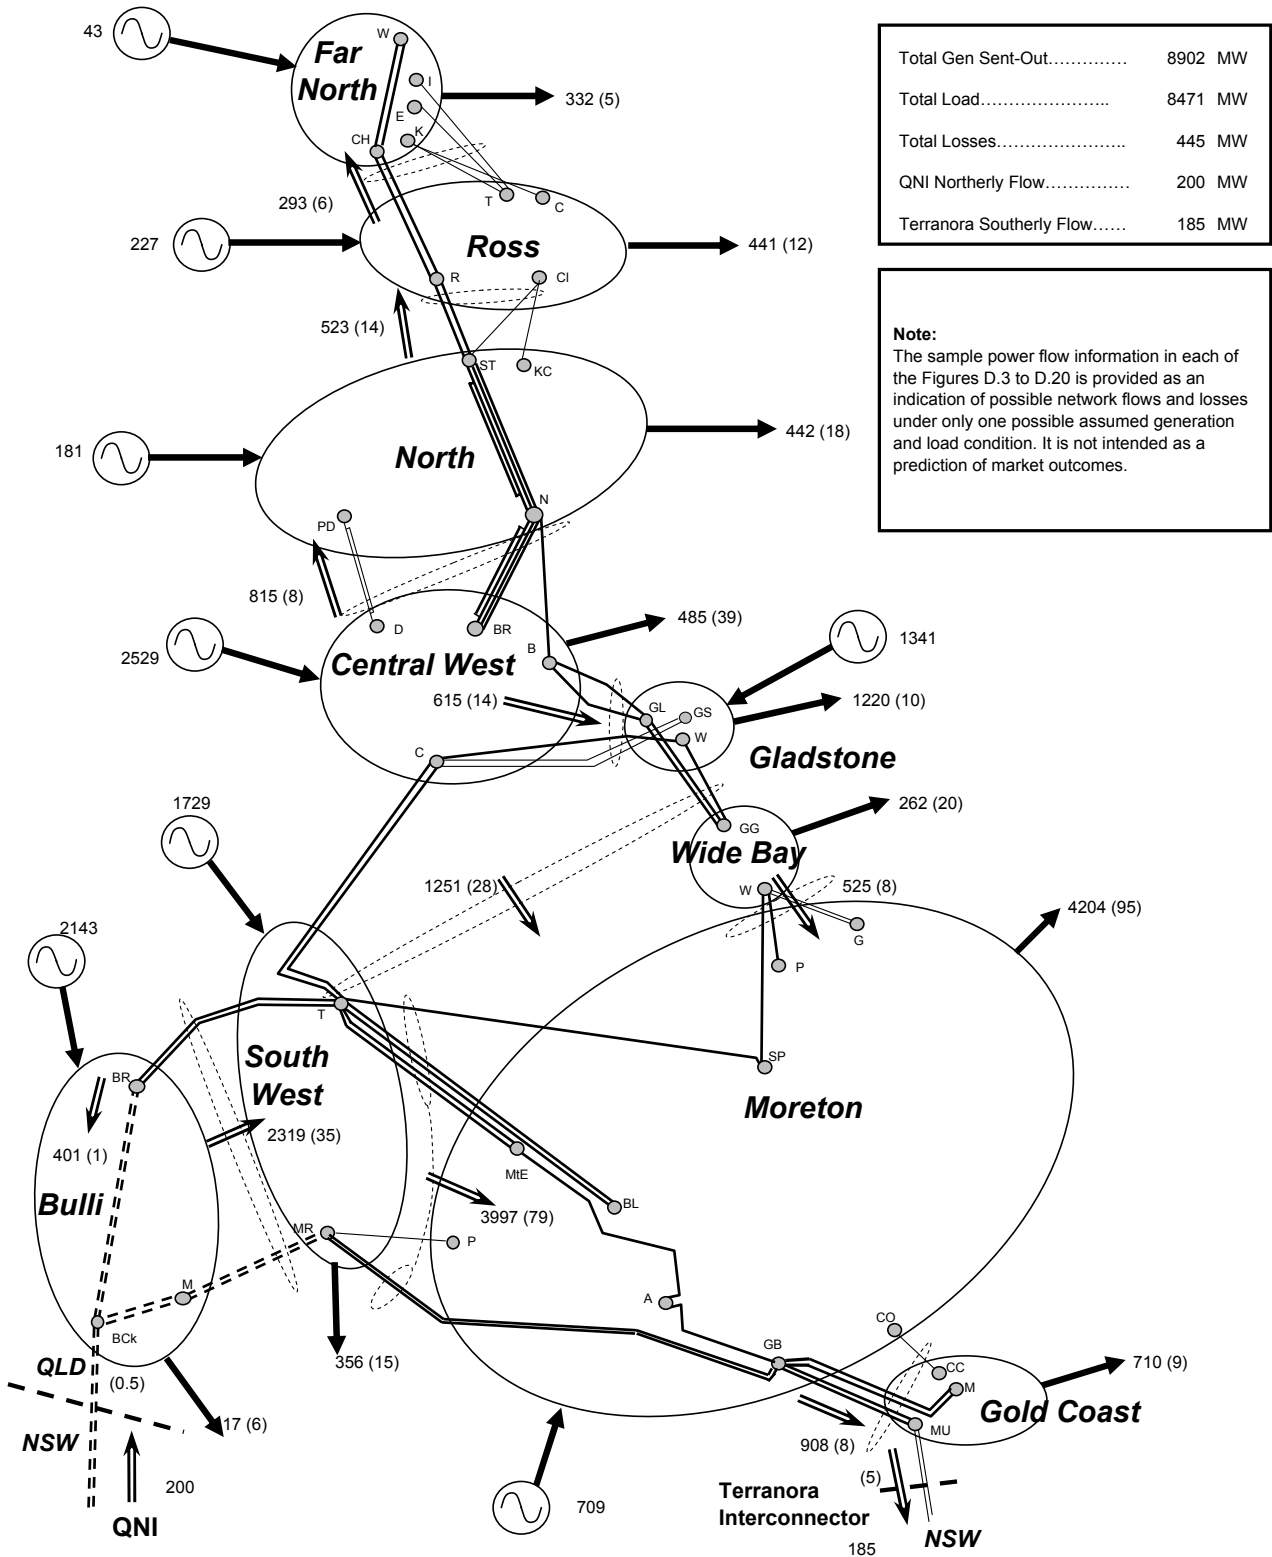 43
W
Far
North
I
E
K
CH
332 (5)
Total Gen Sent-Out………….. 8902 MW
Total Load………………….. 8471 MW
Total Losses…………………… 445 MW
QNI Northerly Flow…………… 200 MW
Terranora Southerly Flow…… 185 MW
293 (6)
T
C
227
Ross
441 (12)
R
CI
523 (14)
ST
KC
Note:
The sample power flow information in each of
the Figures D.3 to D.20 is provided as an
indication of possible network flows and losses
under only one possible assumed generation
and load condition. It is not intended as a
prediction of market outcomes.
181
North
442 (18)
N
PD
815 (8)
D
BR
485 (39)
2529
Central West
B
1341
615 (14)
GL
GS
1220 (10)
W
C
Gladstone
1729
262 (20)
GG
Wide Bay
1251 (28)
W
525 (8)
4204 (95)
2143
G
P
T
South
West
SP
BR
Moreton
401 (1)
2319 (35)
MtE
Bulli
BL
3997 (79)
MR
P
M
A
CO
BCk
GB
QLD
(0.5)
356 (15)
CC
710 (9)
M
17 (6)
Gold Coast
NSW
MU
908 (8)
(5)
200
709
Terranora
Interconnector
QNI
NSW
185